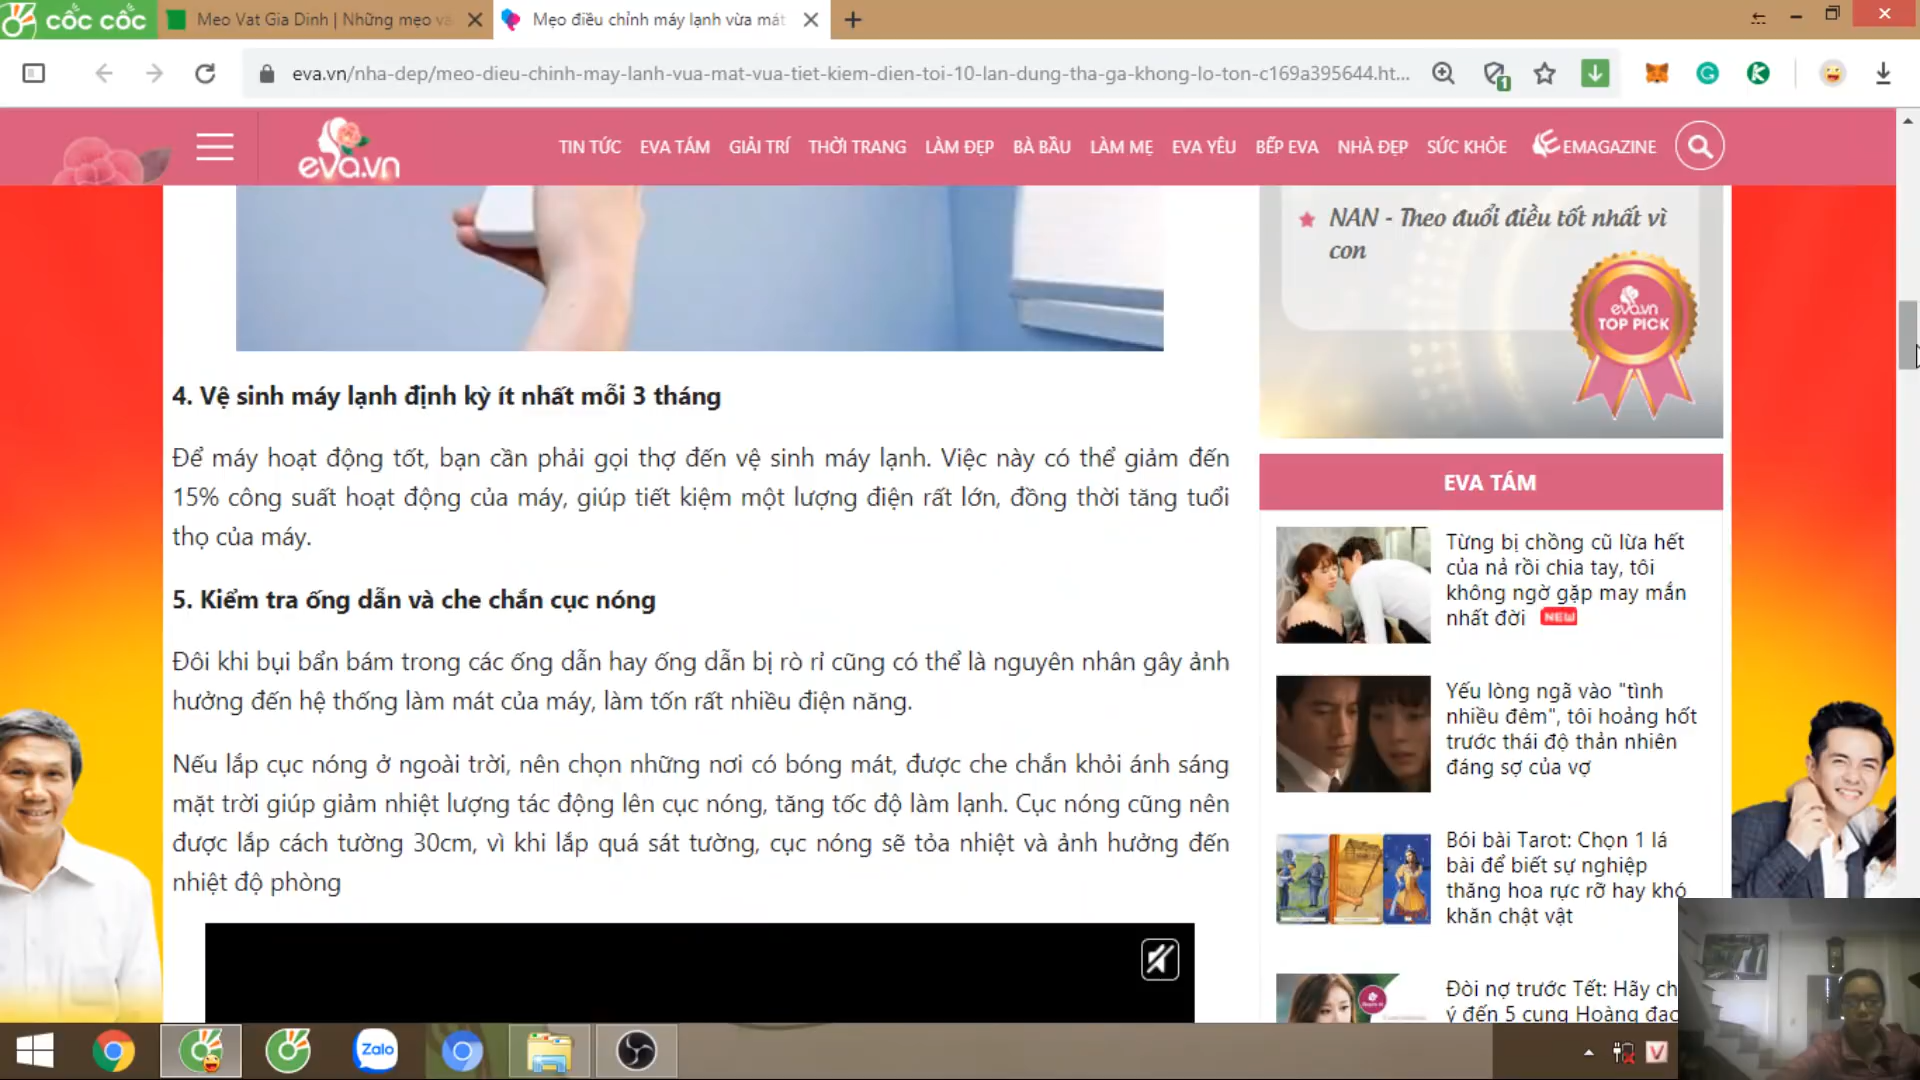 cốc cốc
Meo Vat Gia Dinh | Những mẹo vă
Mẹo điều chỉnh máy lạnh vừa mát
eva.vn/nha-dep/meo-dieu-chinh-may-lanh-vua-mat-vua-tiet-kiem-dien-toi-10-lan-dung-tha-ga-khong-lo-ton-c169a395644.ht...
1
eva.vn
TIN TỨC EVA TÁM GIẢI TRÍ THỜI TRANG LÀM ĐẸP BÀ BẦU LÀM MẸ EVA YÊU BẾP EVA NHÀ ĐẸP SỨC KHỎE EMAGAZINE
NAN - Theo đuổi điều tốt nhất vì
con
eva.vn
TOP PICK
4. Vệ sinh máy lạnh định kỳ ít nhất mỗi 3 tháng
Để máy hoạt động tốt, bạn cần phải gọi thợ đến vệ sinh máy lạnh. Việc này có thể giảm đến
15% công suất hoạt động của máy, giúp tiết kiệm một lượng điện rất lớn, đồng thời tăng tuổi
thọ của máy.
5. Kiểm tra ống dẫn và che chắn cục nóng
Đôi khi bụi bẩn bám trong các ống dẫn hay ống dẫn bị rò rỉ cũng có thể là nguyên nhân gây ảnh
hưởng đến hệ thống làm mát của máy, làm tốn rất nhiều điện năng.
Nếu lắp cục nóng ở ngoài trời, nên chọn những nơi có bóng mát, được che chắn khỏi ánh sáng
mặt trời giúp giảm nhiệt lượng tác động lên cục nóng, tăng tốc độ làm lạnh. Cục nóng cũng nên
được lắp cách tường 30cm, vì khi lắp quá sát tường, cục nóng sẽ tỏa nhiệt và ảnh hưởng đến
nhiệt độ phòng
EVA TÁM
Từng bị chồng cũ lừa hết
của nả rồi chia tay, tôi
không ngờ gặp may mắn
nhất đời NEW
Yếu lòng ngã vào "tình
nhiều đêm", tôi hoảng hốt
trước thái độ thản nhiên
đáng sợ của vợ
Bói bài Tarot: Chọn 1 lá
bài để biết sự nghiệp
thăng hoa rực rỡ hay khó
khăn chật vật
Đòi nợ trước Tết: Hãy ch
ý đến 5 cung Hoàng đạo
Zalo
V